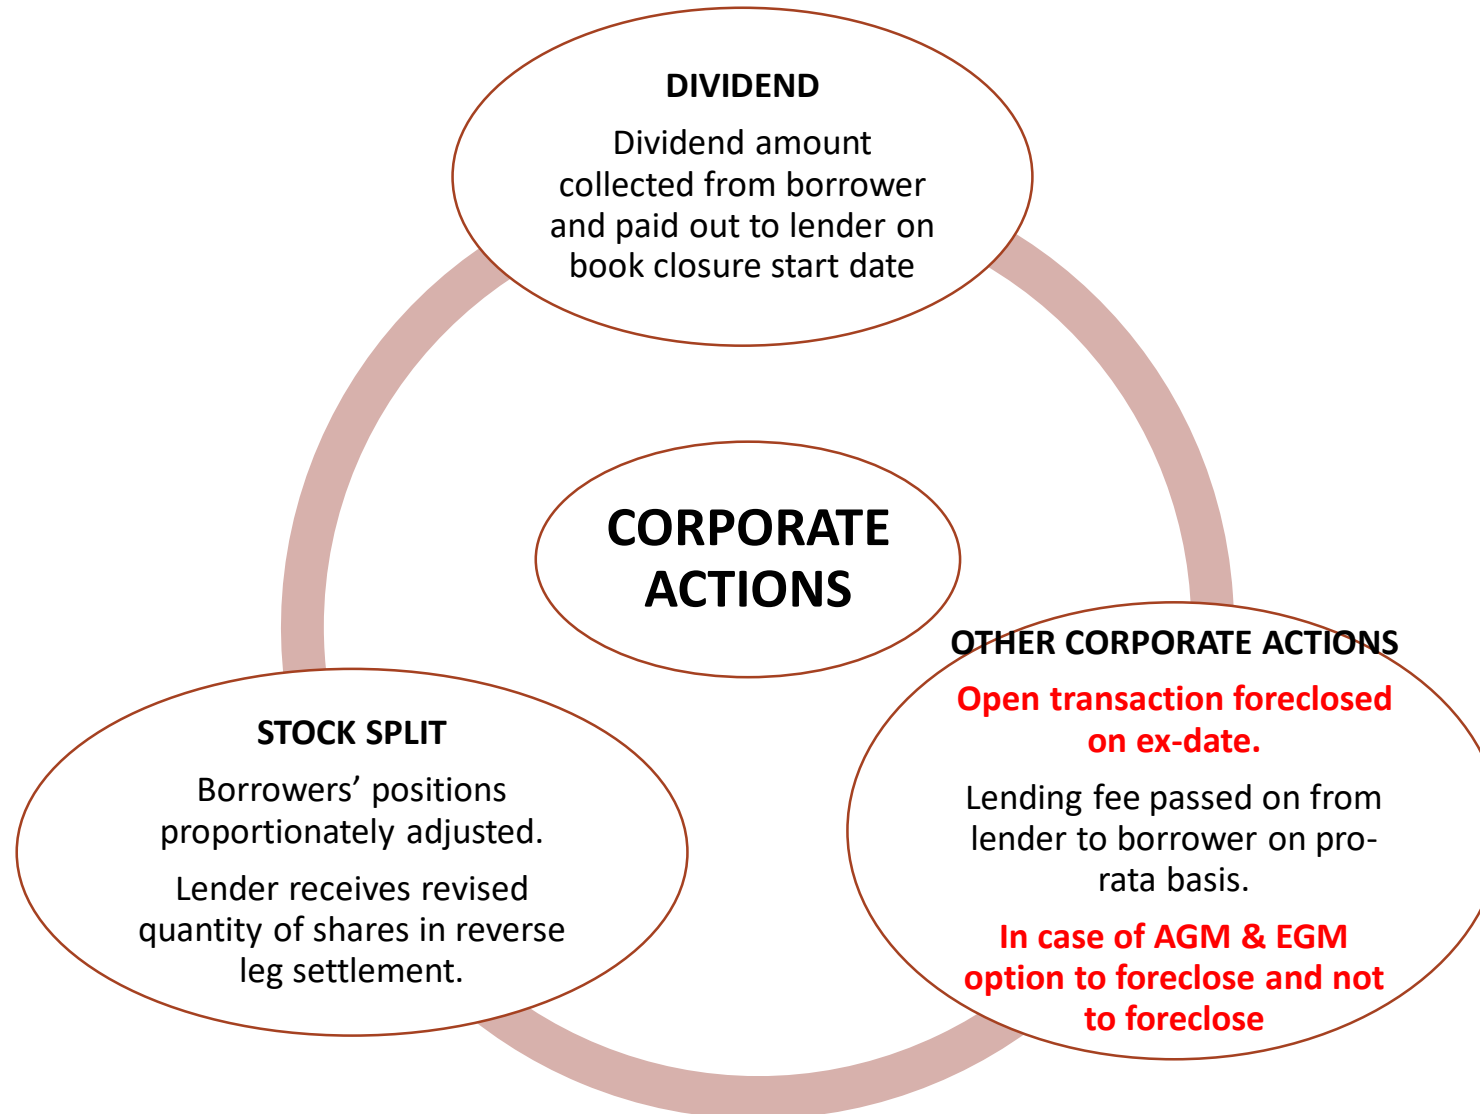 DIVIDEND
Dividend amount
collected from borrower
and paid out to lender on
book closure start date
CORPORATE
ACTIONS
OTHER CORPORATE ACTIONS
Open transaction foreclosed
on ex-date.
Lending fee passed on from
lender to borrower on pro-
rata basis.
In case of AGM & EGM
option to foreclose and not
to foreclose
STOCK SPLIT
Borrowers’ positions
proportionately adjusted.
Lender receives revised
quantity of shares in reverse
leg settlement.